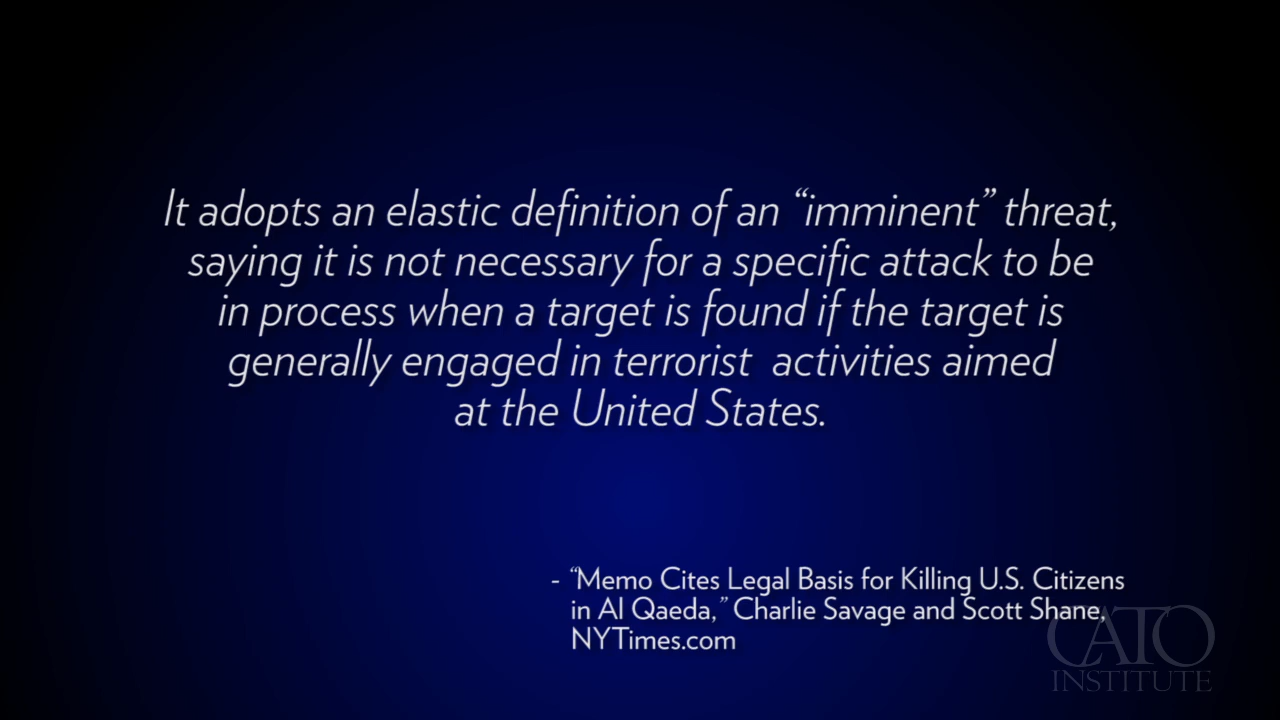 It adopts an elastic definition of an “imminent” threat,
saying it is not necessary for a specific attack to be
in process when a target is found if the target is
generally engaged in terrorist activities aimed
at the United States.
- “Memo Cites Legal Basis for Killing U.S. Citizens
in Al Qaeda,” Charlie Savage and Scott Shane,
NYTimes.com
CATO
INSTITUTE